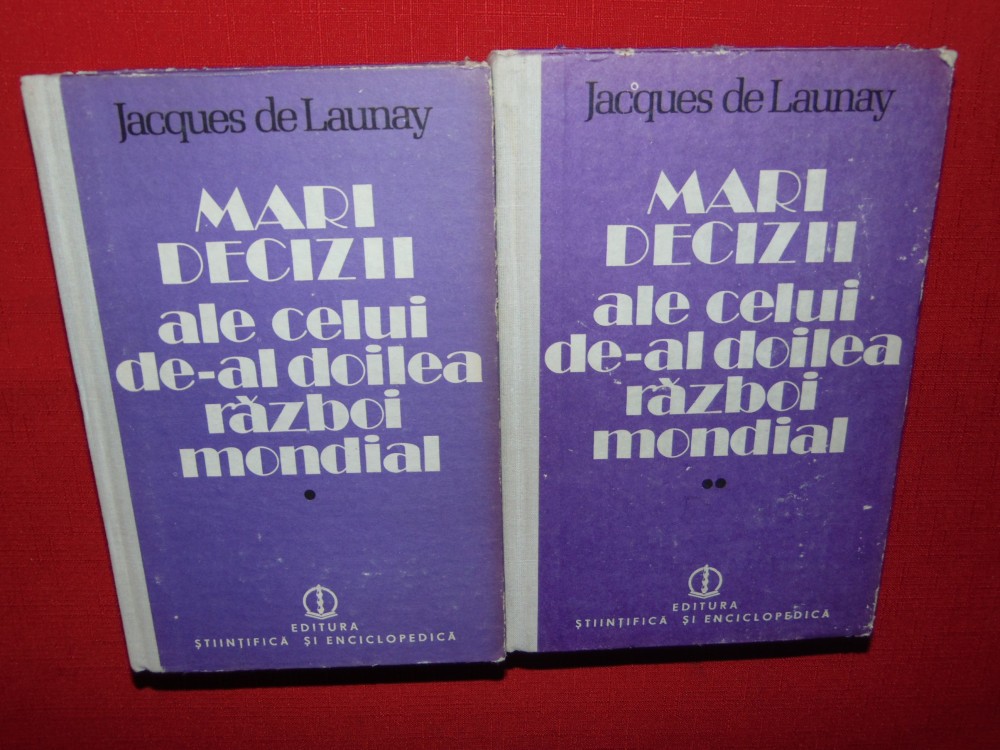 Jacques de Launay
MARI
DECIZII
ale celui
de-al doilea
război
mondial
EDITURA
ȘTIINȚIFICĂ ȘI ENCICLOPEDICĂ
Jacques de Launay
MARI
DECIZII
ale celui
de-al doilea
război
mondial
EDITURA
ȘTIINȚIFICĂ ȘI ENCICLOPEDICĂ